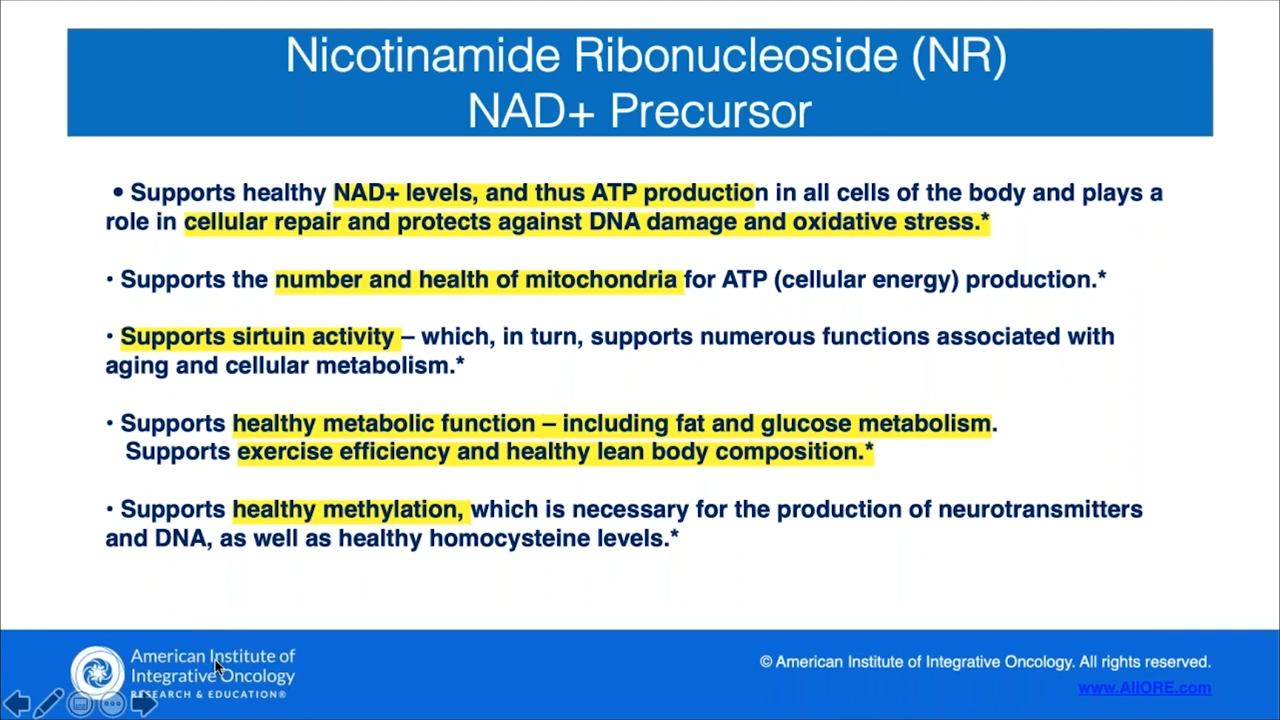 Nicotinamide Ribonucleoside (NR)
NAD+ Precursor
• Supports healthy NAD+ levels, and thus ATP production in all cells of the body and plays a
role in cellular repair and protects against DNA damage and oxidative stress.*
• Supports the number and health of mitochondria for ATP (cellular energy) production.*
• Supports sirtuin activity – which, in turn, supports numerous functions associated with
aging and cellular metabolism.*
• Supports healthy metabolic function – including fat and glucose metabolism.
Supports exercise efficiency and healthy lean body composition.*
• Supports healthy methylation, which is necessary for the production of neurotransmitters
and DNA, as well as healthy homocysteine levels.*
American Institute of
Integrative Oncology
RESEARCH & EDUCATION®
© American Institute of Integrative Oncology. All rights reserved.
www.AIIORE.com